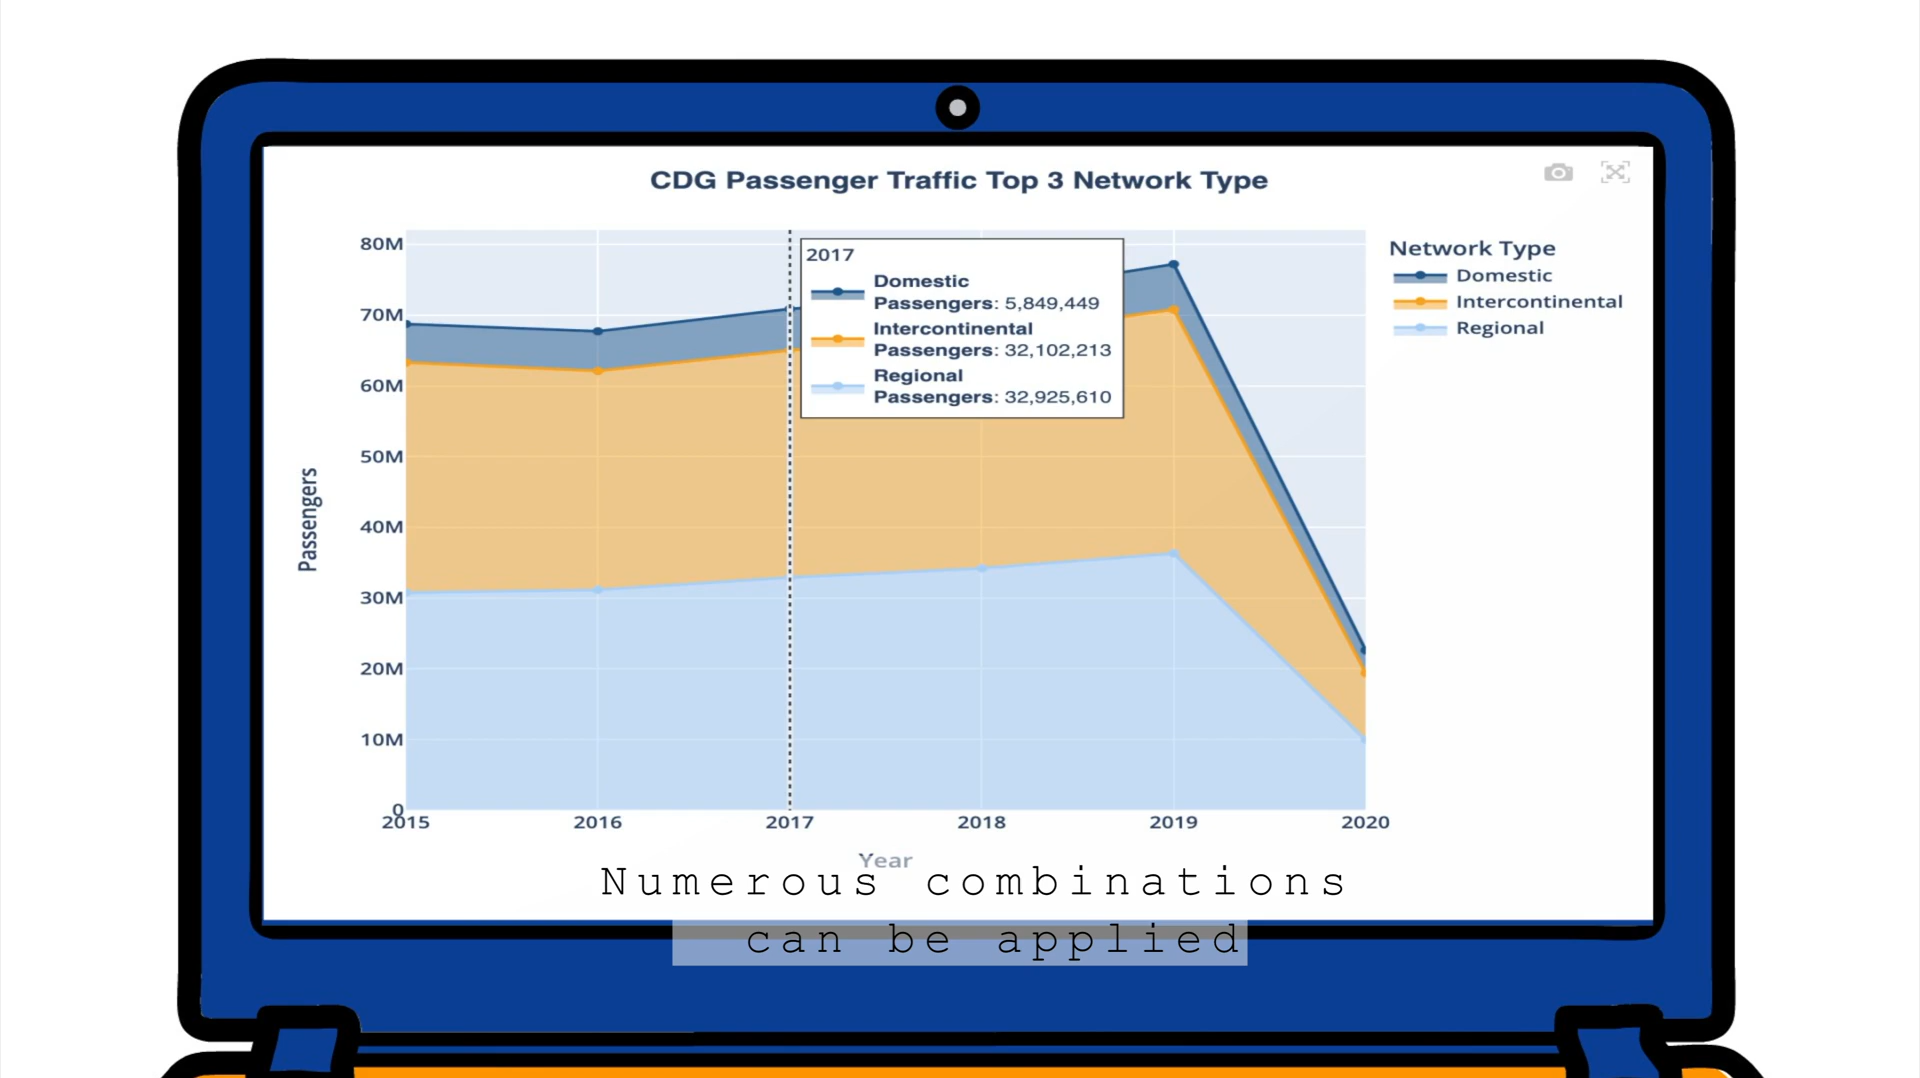 CDG Passenger Traffic Top 3 Network Type
80M
70M
60M
50M
40M
30M
20M
10M
0
Passengers
2017
Domestic
Passengers: 5,849,449
Intercontinental
Passengers: 32,102,213
Regional
Passengers: 32,925,610
Network Type
Domestic
Intercontinental
Regional
2015 2016 2017 2018 2019 2020
Year
Numerous combinations
can be applied